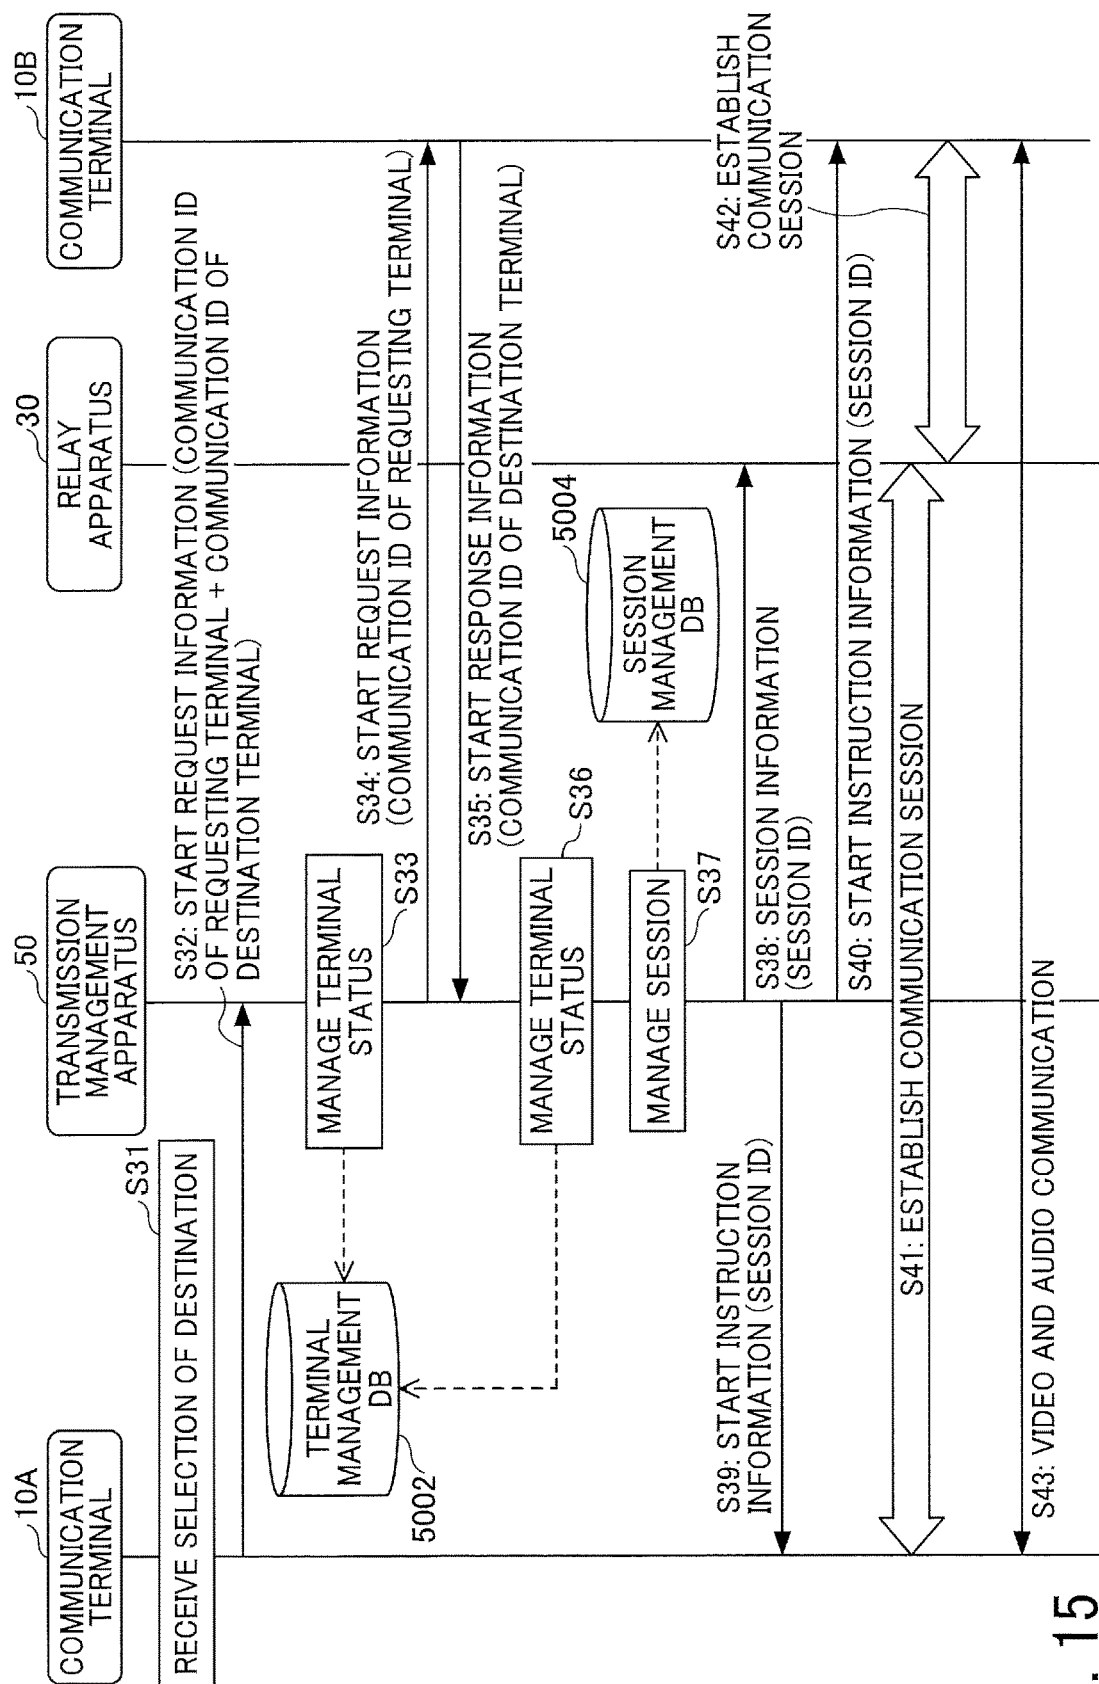 10A
COMMUNICATION
TERMINAL
50
TRANSMISSION
MANAGEMENT
APPARATUS
30
RELAY
APPARATUS
10B
COMMUNICATION
TERMINAL
S31
RECEIVE SELECTION OF DESTINATION
S32: START REQUEST INFORMATION (COMMUNICATION ID
OF REQUESTING TERMINAL + COMMUNICATION ID OF
DESTINATION TERMINAL)
MANAGE TERMINAL
STATUS
S33
TERMINAL
MANAGEMENT
DB
5002
S34: START REQUEST INFORMATION
(COMMUNICATION ID OF REQUESTING TERMINAL)
S35: START RESPONSE INFORMATION
(COMMUNICATION ID OF DESTINATION TERMINAL)
MANAGE TERMINAL
STATUS
S36
MANAGE SESSION
S37
5004
SESSION
MANAGEMENT
DB
S38: SESSION INFORMATION
(SESSION ID)
S39: START INSTRUCTION
INFORMATION (SESSION ID)
S40: START INSTRUCTION INFORMATION (SESSION ID)
S41: ESTABLISH COMMUNICATION SESSION
S42: ESTABLISH
COMMUNICATION
SESSION
S43: VIDEO AND AUDIO COMMUNICATION
. 15